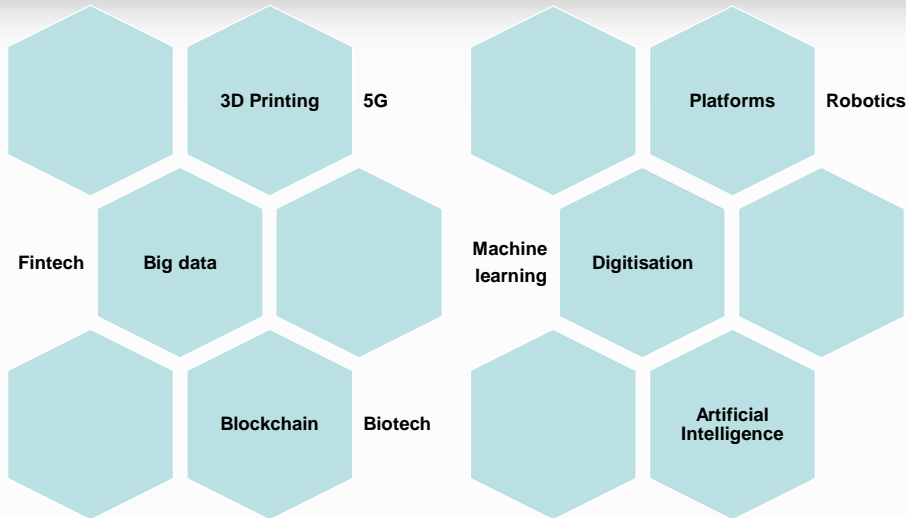 3D Printing
5G
Platforms
Robotics
Fintech
Big data
Machine
learning
Digitisation
Blockchain
Biotech
Artificial
Intelligence